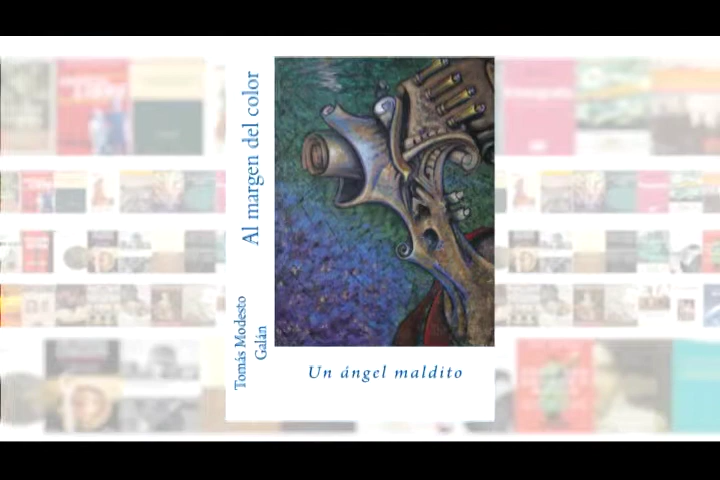 Al margen del color
Tomás Modesto
Galán
Un ángel maldito